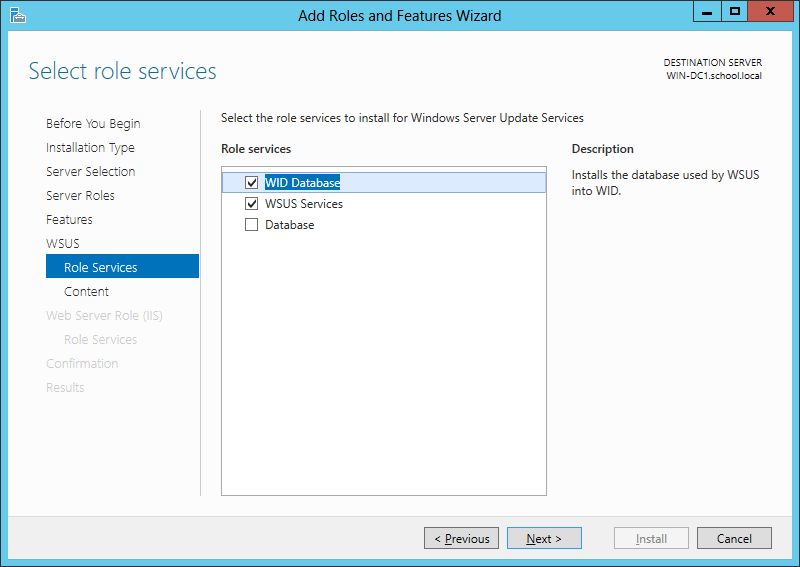 Add Roles and Features Wizard
Select role services
DESTINATION SERVER
WIN-DC1.school.local
Before You Begin
Installation Type
Server Selection
Server Roles
Features
WSUS
Role Services
Content
Web Server Role (IIS)
Role Services
Confirmation
Results
Select the role services to install for Windows Server Update Services
Role services
WID Database
WSUS Services
Database
Description
Installs the database used by WSUS
into WID.
< Previous
Next >
Install
Cancel